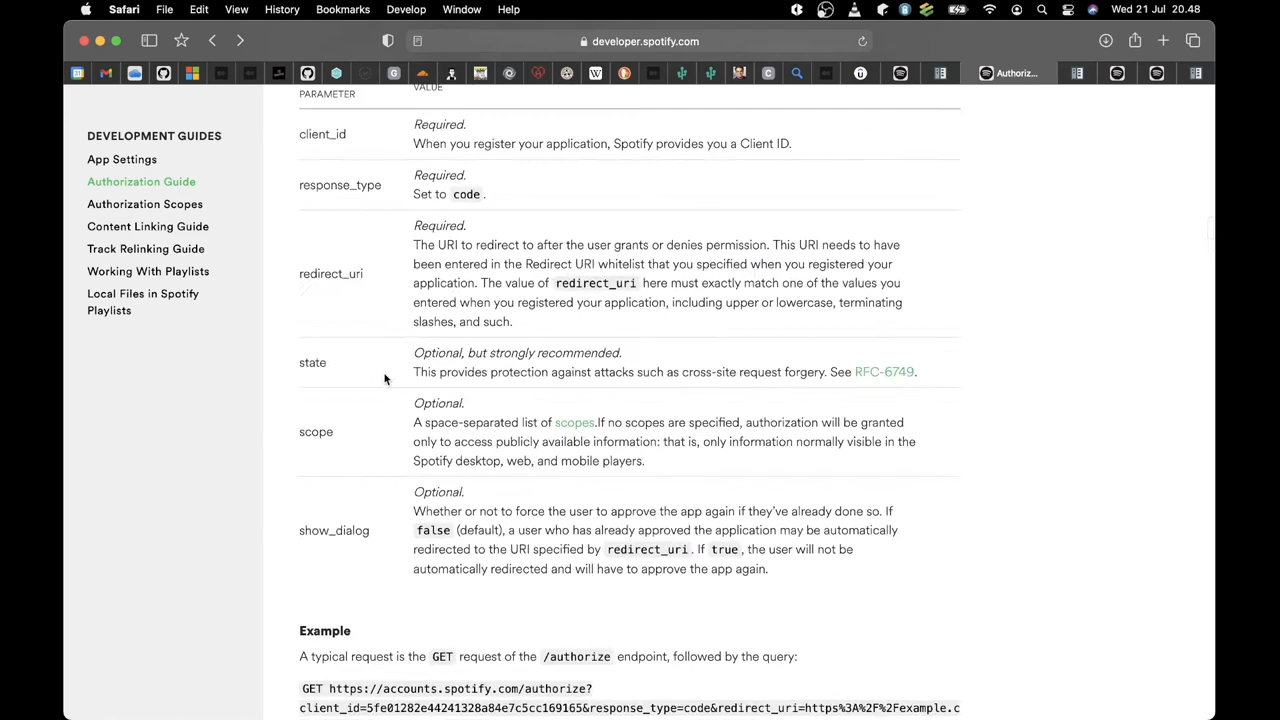 Safari File Edit View History Bookmarks Develop Window Help Wed 21 Jul 20.48
developer.spotify.com
Authoriz...
PARAMETER VALUE
DEVELOPMENT GUIDES
App Settings
Authorization Guide
Authorization Scopes
Content Linking Guide
Track Relinking Guide
Working With Playlists
Local Files in Spotify
Playlists
client_id
Required.
When you register your application, Spotify provides you a Client ID.
response_type
Required.
Set to code.
redirect_uri
Required.
The URI to redirect to after the user grants or denies permission. This URI needs to have
been entered in the Redirect URI whitelist that you specified when you registered your
application. The value of redirect_uri here must exactly match one of the values you
entered when you registered your application, including upper or lowercase, terminating
slashes, and such.
state
Optional, but strongly recommended.
This provides protection against attacks such as cross-site request forgery. See RFC-6749.
scope
Optional.
A space-separated list of scopes.If no scopes are specified, authorization will be granted
only to access publicly available information: that is, only information normally visible in the
Spotify desktop, web, and mobile players.
show_dialog
Optional.
Whether or not to force the user to approve the app again if they've already done so. If
false (default), a user who has already approved the application may be automatically
redirected to the URI specified by redirect_uri. If true, the user will not be
automatically redirected and will have to approve the app again.
Example
A typical request is the GET request of the /authorize endpoint, followed by the query:
GET https://accounts.spotify.com/authorize?
client_id=5fe01282e44241328a84e7c5cc169165&response_type=code&redirect_uri=https%3A%2F%2Fexample.c